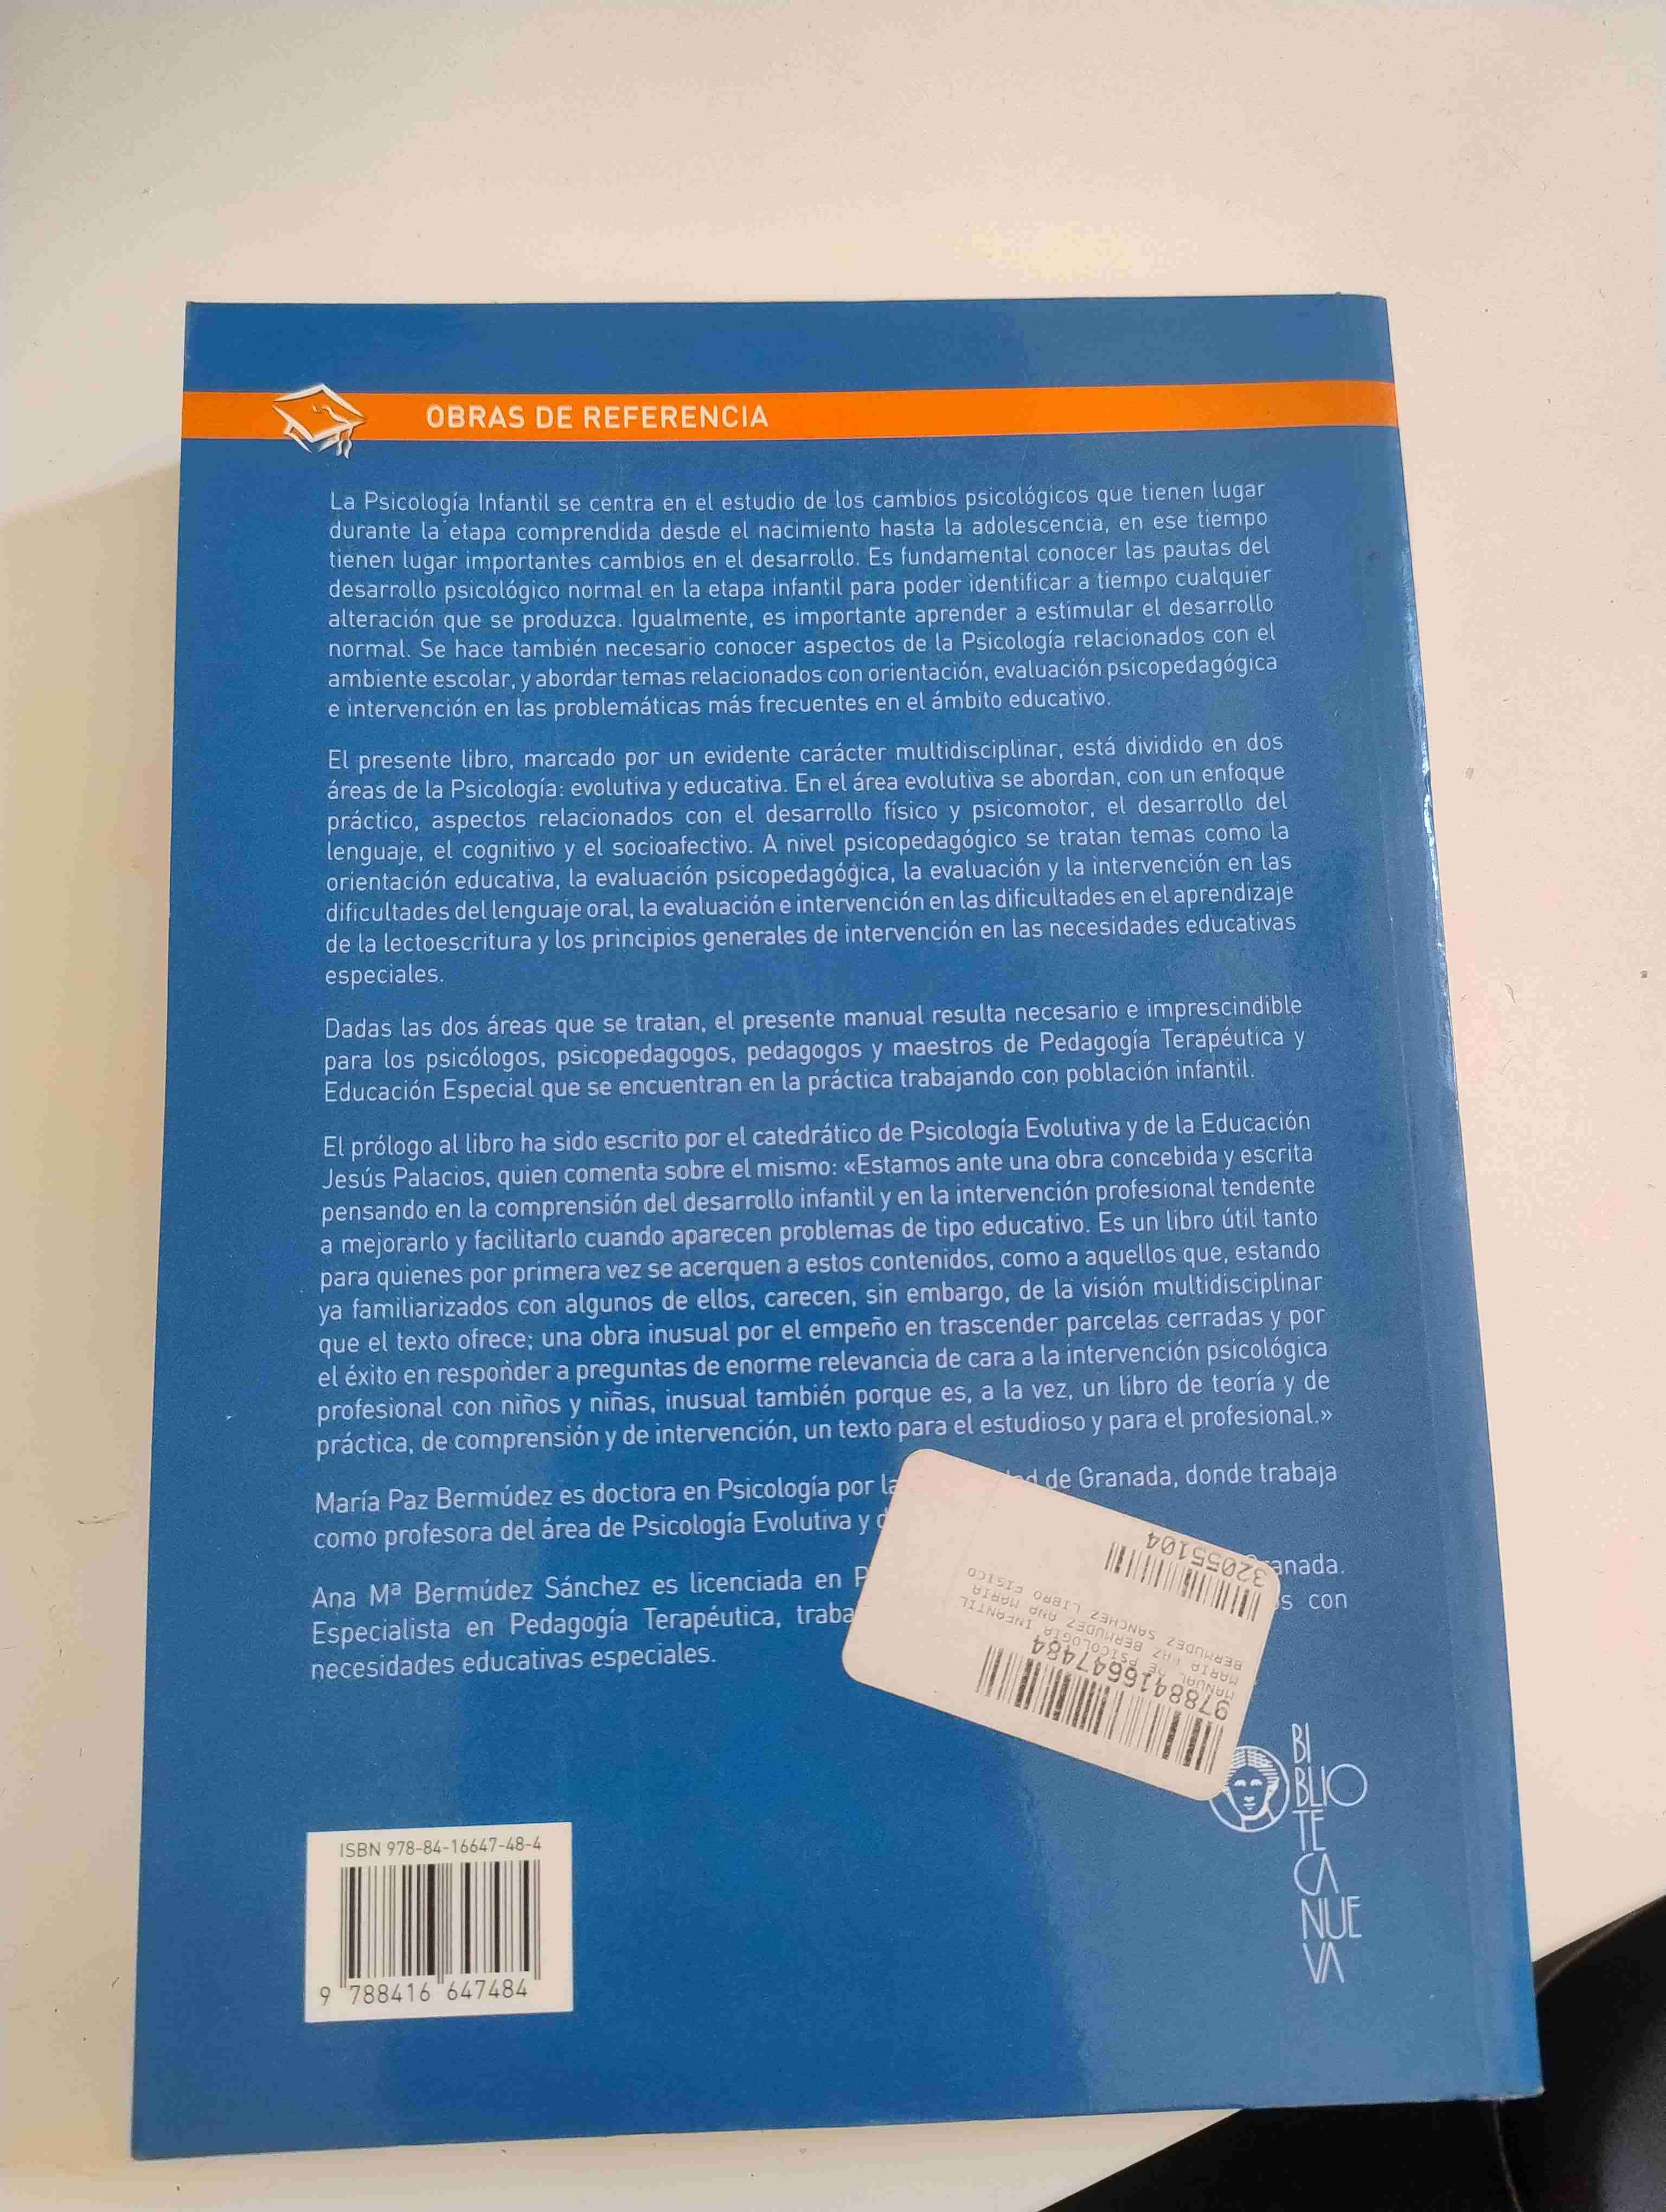 OBRAS DE REFERENCIA
La Psicología Infantil se centra en el estudio de los cambios psicológicos que tienen lugar
durante la etapa comprendida desde el nacimiento hasta la adolescencia, en ese tiempo
tienen lugar importantes cambios en el desarrollo. Es fundamental conocer las pautas del
desarrollo psicológico normal en la etapa infantil para poder identificar a tiempo cualquier
alteración que se produzca. Igualmente, es importante aprender a estimular el desarrollo
normal. Se hace también necesario conocer aspectos de la Psicología relacionados con el
ambiente escolar, y abordar temas relacionados con orientación, evaluación psicopedagógica
e intervención en las problemáticas más frecuentes en el ámbito educativo.
El presente libro, marcado por un evidente carácter multidisciplinar, está dividido en dos
áreas de la Psicología: evolutiva y educativa. En el área evolutiva se abordan, con un enfoque
práctico, aspectos relacionados con el desarrollo físico y psicomotor, el desarrollo del
lenguaje, el cognitivo y el socioafectivo. A nivel psicopedagógico se tratan temas como la
orientación educativa, la evaluación psicopedagógica, la evaluación y la intervención en las
dificultades del lenguaje oral, la evaluación e intervención en las dificultades en el aprendizaje
de la lectoescritura y los principios generales de intervención en las necesidades educativas
especiales.
Dadas las dos áreas que se tratan, el presente manual resulta necesario e imprescindible
para los psicólogos, psicopedagogos, pedagogos y maestros de Pedagogía Terapéutica y
Educación Especial que se encuentran en la práctica trabajando con población infantil.
El prólogo al libro ha sido escrito por el catedrático de Psicología Evolutiva y de la Educación
Jesús Palacios, quien comenta sobre el mismo: «Estamos ante una obra concebida y escrita
pensando en la comprensión del desarrollo infantil y en la intervención profesional tendente
a mejorarlo y facilitarlo cuando aparecen problemas de tipo educativo. Es un libro útil tanto
para quienes por primera vez se acerquen a estos contenidos, como a aquellos que, estando
ya familiarizados con algunos de ellos, carecen, sin embargo, de la visión multidisciplinar
que el texto ofrece; una obra inusual por el empeño en trascender parcelas cerradas y por
el éxito en responder a preguntas de enorme relevancia de cara a la intervención psicológica
profesional con niños y niñas, inusual también porque es, a la vez, un libro de teoría y de
práctica, de comprensión y de intervención, un texto para el estudioso y para el profesional.»
María Paz Bermúdez es doctora en Psicología por la de Granada, donde trabaja
como profesora del área de Psicología Evolutiva y
Ana Mª Bermúdez Sánchez es licenciada en
Especialista en Pedagogía Terapéutica, con
necesidades educativas especiales.
9788416647484
MANUAL DE PSICOLOGIA INFANTIL
MARIA PAZ BERMUDEZ ANA MARIA
BERMUDEZ SANCHEZ LIBRO FISICO
32055104
BI
BLIO
TE
CA
NUE
VA
ISBN 978-84-16647-48-4
9 788416 647484